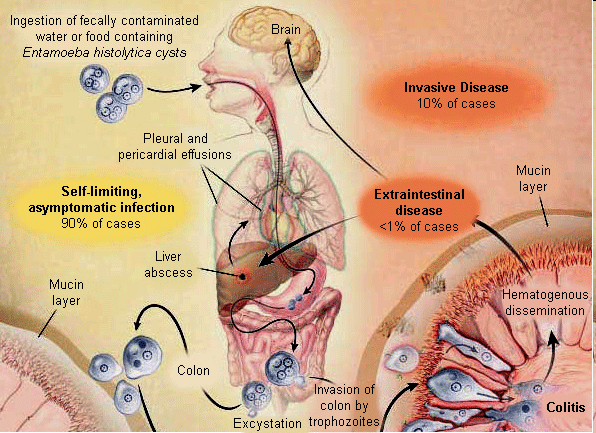 Ingestion of fecally contaminated
water or food containing
Entamoeba histolytica cysts
Brain
Invasive Disease
10% of cases
Pleural and
pericardial effusions
Self-limiting,
asymptomatic infection
90% of cases
Extraintestinal
disease
<1% of cases
Mucin
layer
Liver
abscess
Mucin
layer
Hematogenous
dissemination
Colon
Invasion of
colon by
trophozoites
Excystation
Colitis